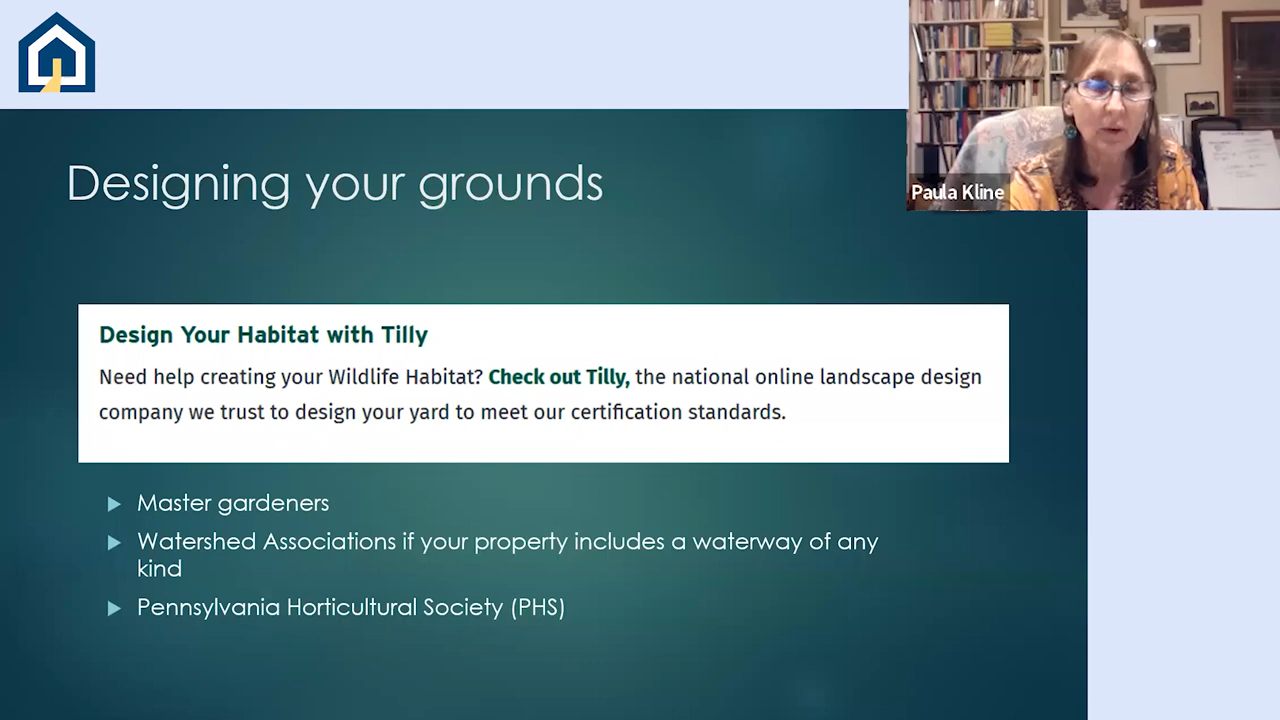 Paula Kline
Designing your grounds
Design Your Habitat with Tilly
Need help creating your Wildlife Habitat? Check out Tilly, the national online landscape design
company we trust to design your yard to meet our certification standards.
Master gardeners
Watershed Associations if your property includes a waterway of any
kind
Pennsylvania Horticultural Society (PHS)